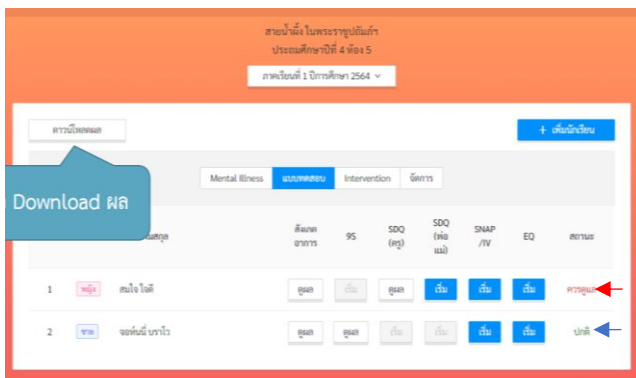 สายน้ำผึ้ง ในพระราชูปถัมภ์ฯ
ประถมศึกษาปีที่ 4 ห้อง 5
ภาคเรียนที่ 1 ปีการศึกษา 2564
ดาวน์โหลดผล
+ เพิ่มนักเรียน
Download ผล
Mental Illness แบบทดสอบ Intervention จัดการ
สังเกตอาการ 9S SDQ (ครู) SDQ (พ่อแม่) SNAP/IV EQ สถานะ
1 หญิง สมใจ ใจดี ดูผล เริ่ม ดูผล เริ่ม เริ่ม เริ่ม ควรดูแล
2 ชาย จอห์นนี่ บราโว ดูผล ดูผล เริ่ม เริ่ม เริ่ม เริ่ม ปกติ